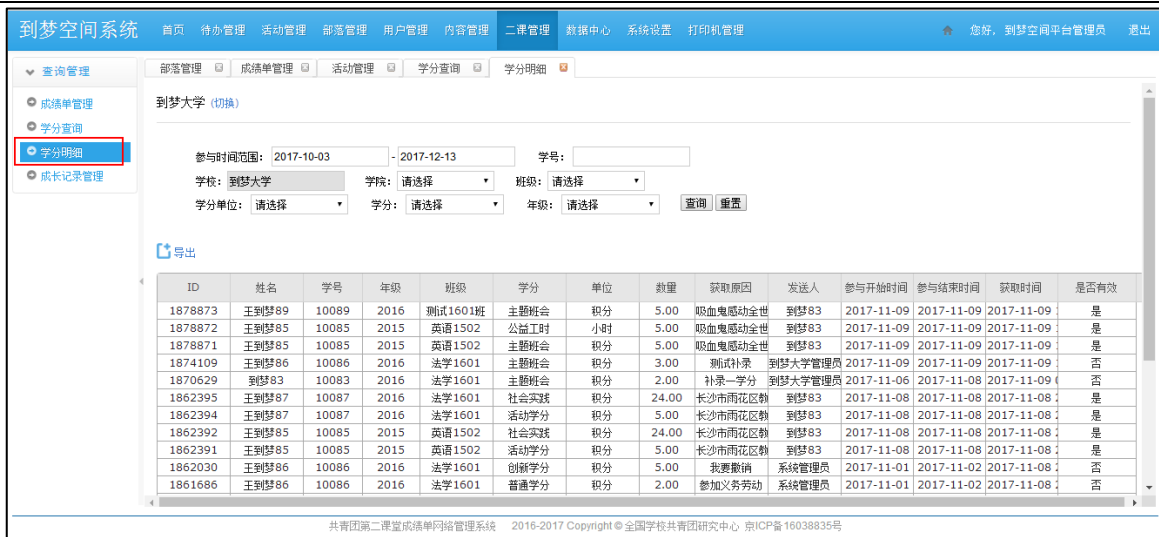 到梦空间系统 首页 待办管理 活动管理 部落管理 用户管理 内容管理 二课管理 数据中心 系统设置 打印机管理 您好，到梦空间平台管理员 退出
查询管理
成绩单管理
学分查询
学分明细
成长记录管理
部落管理 成绩单管理 活动管理 学分查询 学分明细
到梦大学 (切换)
参与时间范围： 2017-10-03 - 2017-12-13 学号：
学校： 到梦大学 学院： 请选择 班级： 请选择
学分单位： 请选择 学分： 请选择 年级： 请选择 查询 重置
导出
ID 姓名 学号 年级 班级 学分 单位 数量 获取原因 发送人 参与开始时间 参与结束时间 获取时间 是否有效
1878873 王到梦89 10089 2016 测试1601班 主题班会 积分 5.00 吸血鬼感动全世 到梦83 2017-11-09 2017-11-09 2017-11-09 是
1878872 王到梦85 10085 2015 英语1502 公益工时 小时 5.00 吸血鬼感动全世 到梦83 2017-11-09 2017-11-09 2017-11-09 是
1878871 王到梦85 10085 2015 英语1502 主题班会 积分 5.00 吸血鬼感动全世 到梦83 2017-11-09 2017-11-09 2017-11-09 是
1874109 王到梦86 10086 2016 法学1601 主题班会 积分 3.00 测试补录 到梦大学管理员 2017-11-09 2017-11-09 2017-11-09 否
1870629 到梦83 10083 2016 法学1601 主题班会 积分 2.00 补录一学分 到梦大学管理员 2017-11-06 2017-11-08 2017-11-09 否
1862395 王到梦87 10087 2016 法学1601 社会实践 积分 24.00 长沙市雨花区教 到梦83 2017-11-08 2017-11-08 2017-11-08 是
1862394 王到梦87 10087 2016 法学1601 活动学分 积分 5.00 长沙市雨花区教 到梦83 2017-11-08 2017-11-08 2017-11-08 是
1862392 王到梦85 10085 2015 英语1502 社会实践 积分 24.00 长沙市雨花区教 到梦83 2017-11-08 2017-11-08 2017-11-08 是
1862391 王到梦85 10085 2015 英语1502 活动学分 积分 5.00 长沙市雨花区教 到梦83 2017-11-08 2017-11-08 2017-11-08 是
1862030 王到梦86 10086 2016 法学1601 创新学分 积分 5.00 我要撤销 系统管理员 2017-11-01 2017-11-02 2017-11-08 否
1861686 王到梦86 10086 2016 法学1601 普通学分 积分 2.00 参加义务劳动 系统管理员 2017-11-01 2017-11-02 2017-11-08 否
共青团第二课堂成绩单网络管理系统 2016-2017 Copyright © 全国学校共青团研究中心 京ICP备16038835号